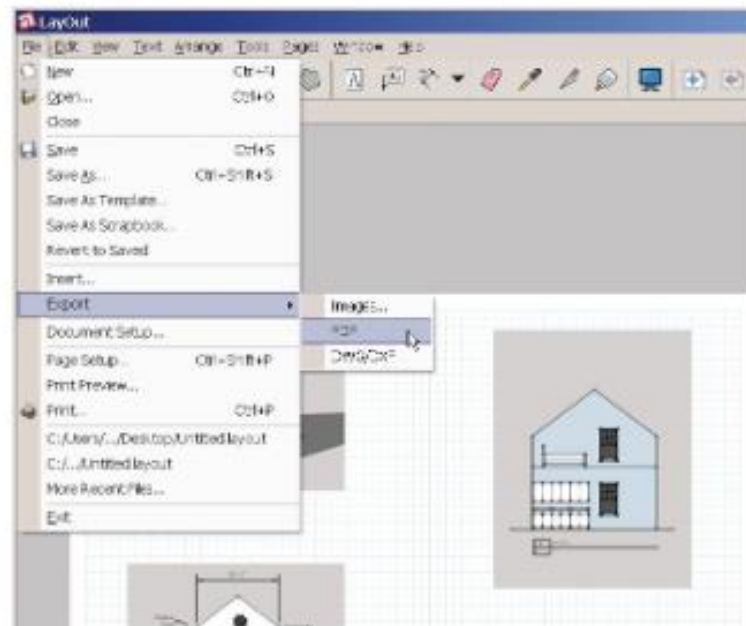 LayOut
File Edit View Text Arrange Tools Pages Window Help
New Ctrl+N
Open... Ctrl+O
Close
Save Ctrl+S
Save As... Ctrl+Shift+S
Save As Template...
Save As Scrapbook...
Revert to Saved
Insert...
Export
Images...
PDF
DWG/DXF
Document Setup...
Page Setup... Ctrl+Shift+P
Print Preview...
Print... Ctrl+P
C:/Users/.../Desktop/Untitled layout
C:/.../Untitled layout
More Recent Files...
Exit